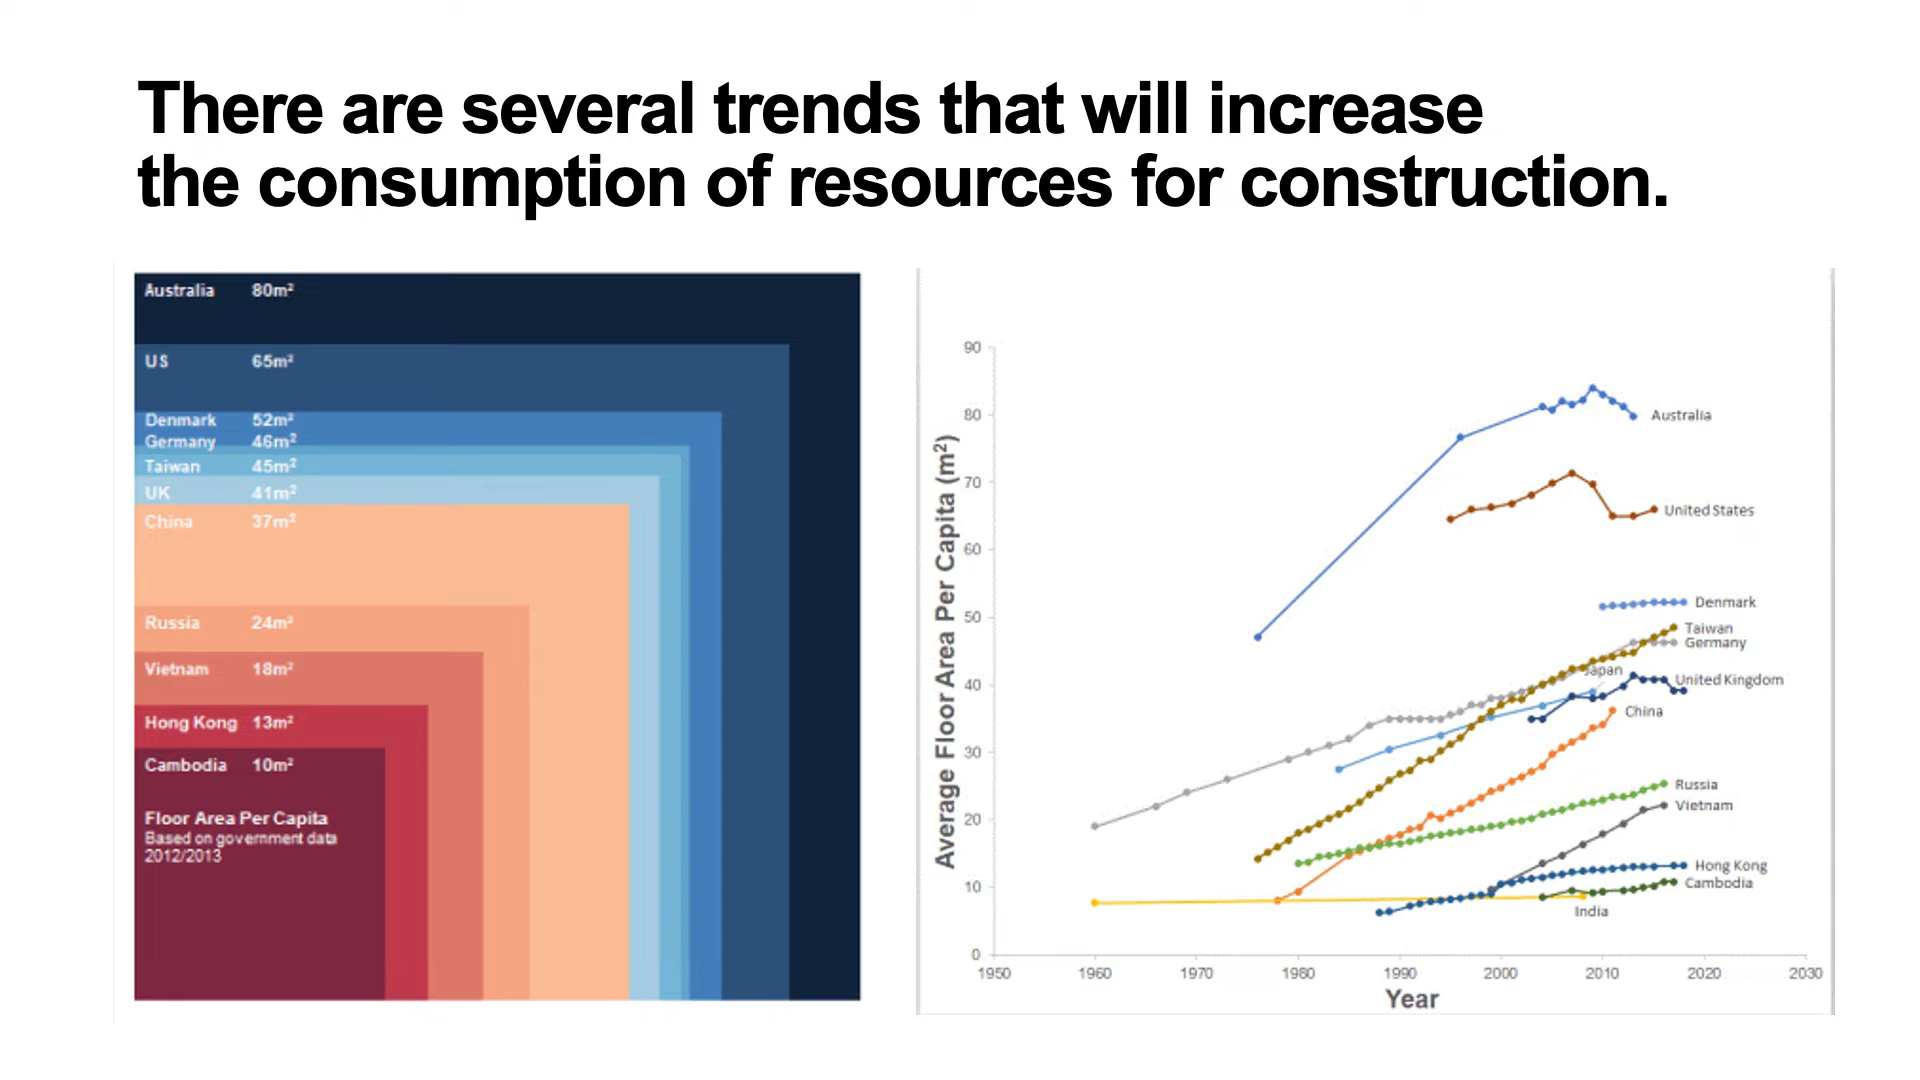 There are several trends that will increase
the consumption of resources for construction.
Australia 80m²
US 65m²
Denmark 52m²
Germany 46m²
Taiwan 45m²
UK 41m²
China 37m²
Russia 24m²
Vietnam 18m²
Hong Kong 13m²
Cambodia 10m²
Floor Area Per Capita
Based on government data
2012/2013
Average Floor Area Per Capita (m²)
90
80
70
60
50
40
30
20
10
0
Australia
United States
Denmark
Taiwan
Germany
Japan
United Kingdom
China
Russia
Vietnam
Hong Kong
Cambodia
India
1950 1960 1970 1980 1990 2000 2010 2020 2030
Year